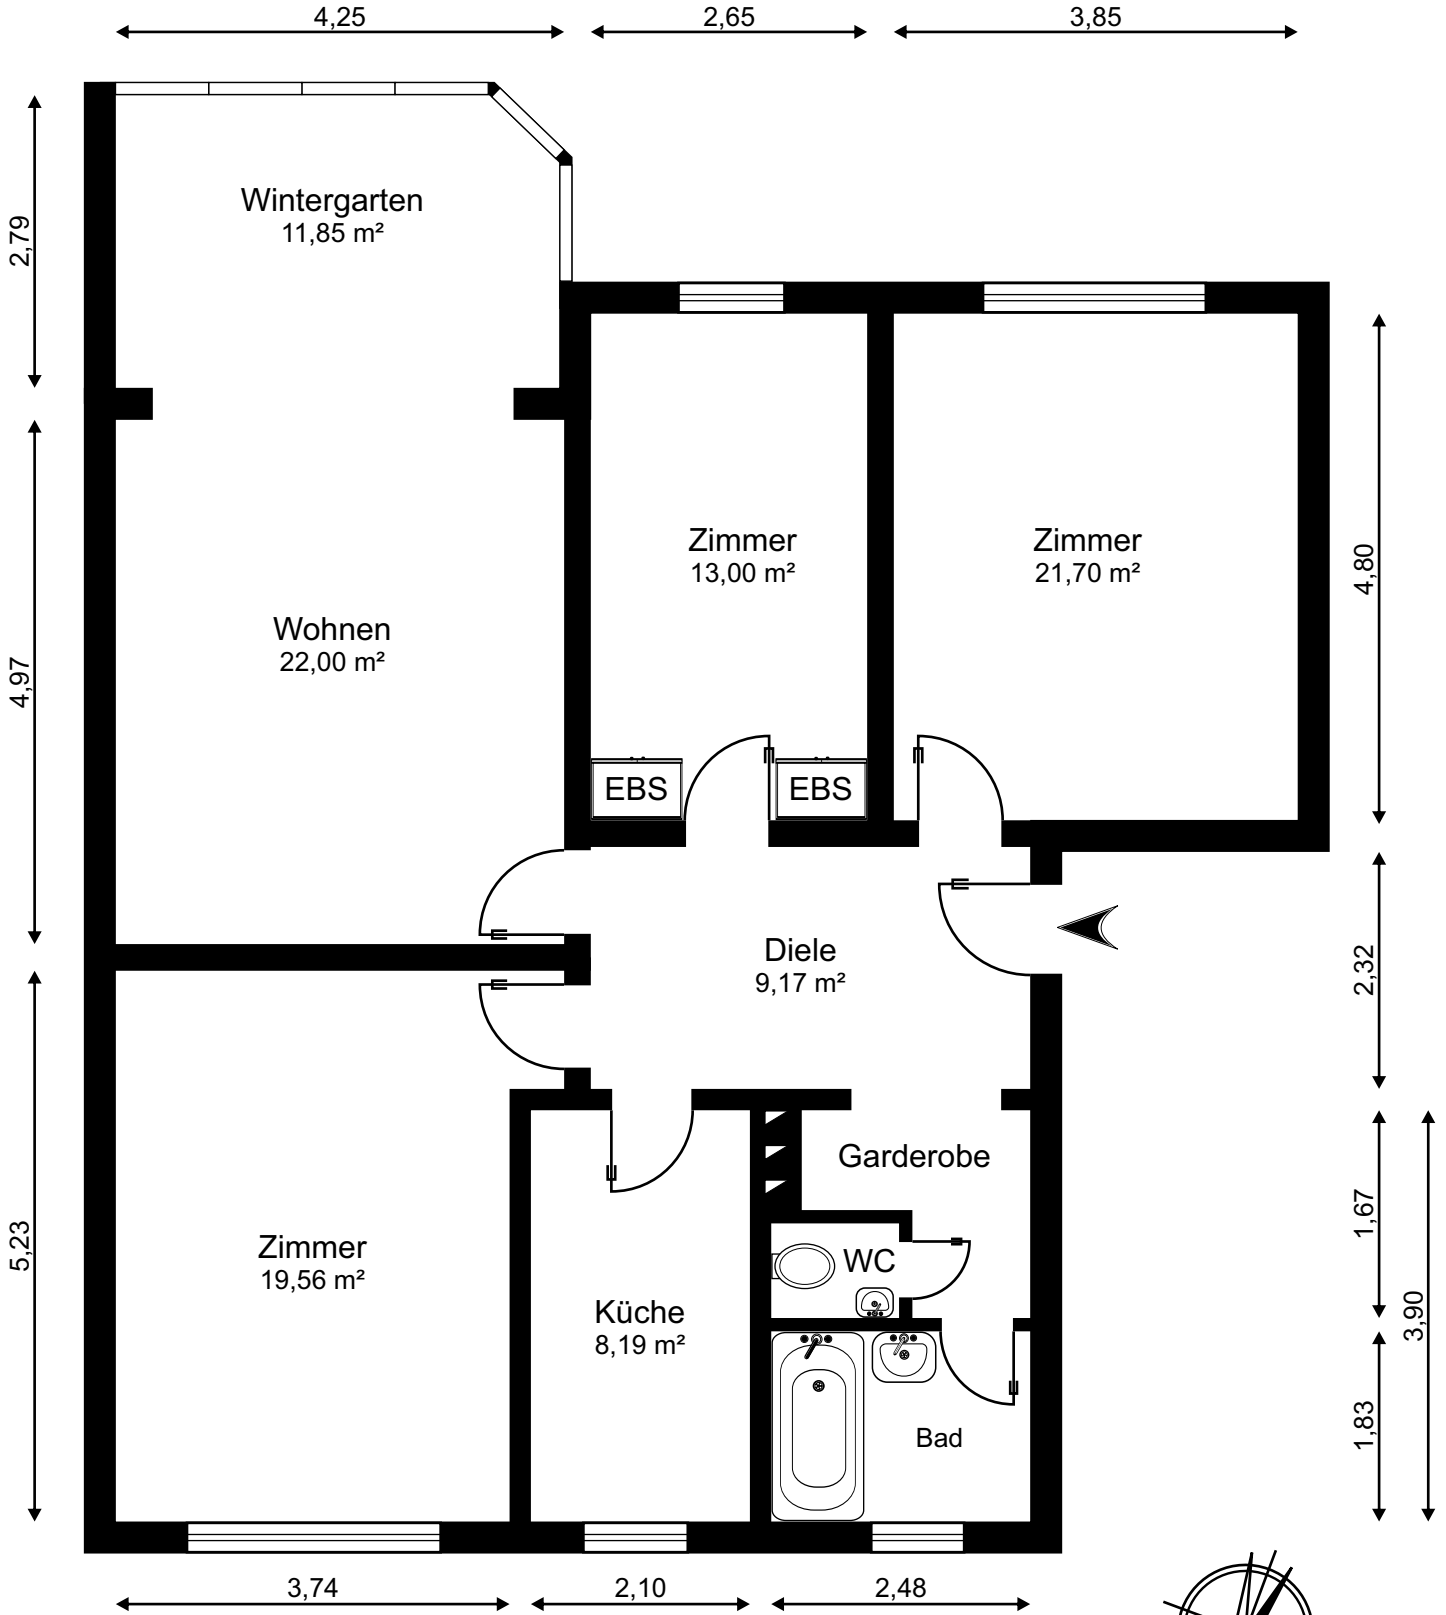 4,25
2,65
3,85
2,79
Wintergarten
11,85 m²
4,97
Wohnen
22,00 m²
Zimmer
13,00 m²
Zimmer
21,70 m²
4,80
EBS
EBS
Diele
9,17 m²
2,32
Garderobe
1,67
5,23
Zimmer
19,56 m²
WC
Küche
8,19 m²
3,90
Bad
1,83
3,74
2,10
2,48